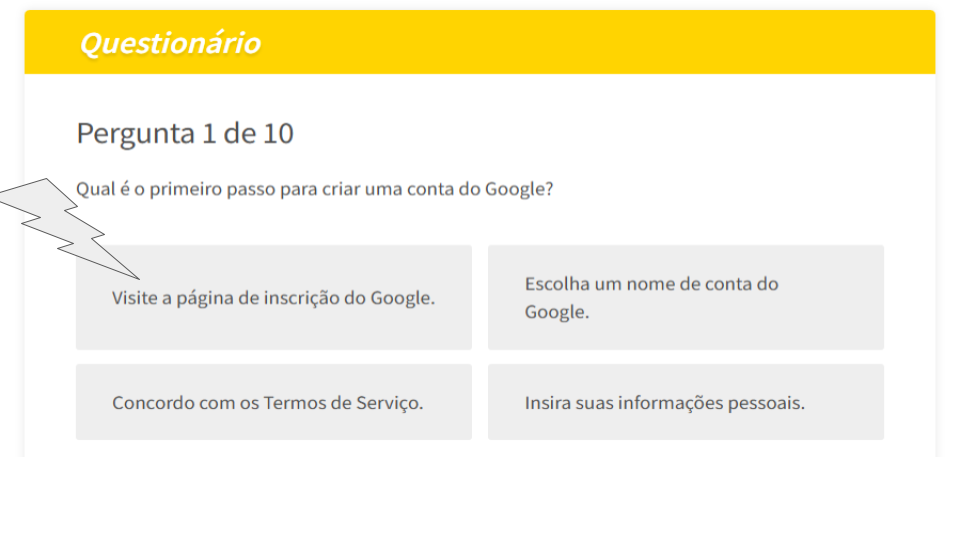 Questionário
Pergunta 1 de 10
Qual é o primeiro passo para criar uma conta do Google?
Visite a página de inscrição do Google.
Escolha um nome de conta do
Google.
Concordo com os Termos de Serviço.
Insira suas informações pessoais.